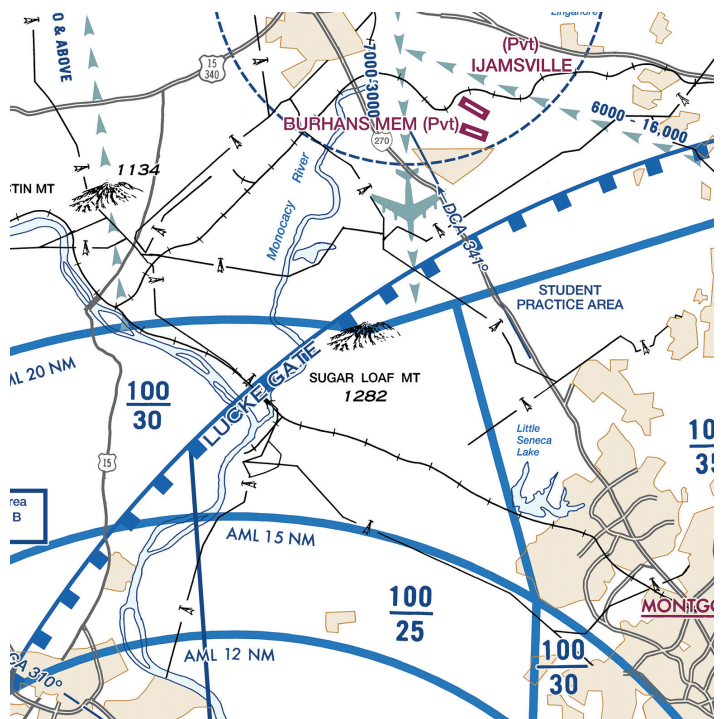 Linganore
O & ABOVE
7000
3000
(Pvt)
IJAMSVILLE
15
340
6000 - 16,000
BURHANS MEM (Pvt)
270
1134
TIN MT
Monocacy
River
DCA 341°
STUDENT
PRACTICE AREA
ML 20 NM
LUCKE GATE
SUGAR LOAF MT
1282
100
30
Little
Seneca
Lake
10
35
15
rea
B
AML 15 NM
100
25
MONTGO
AML 12 NM
100
30
CA 310°